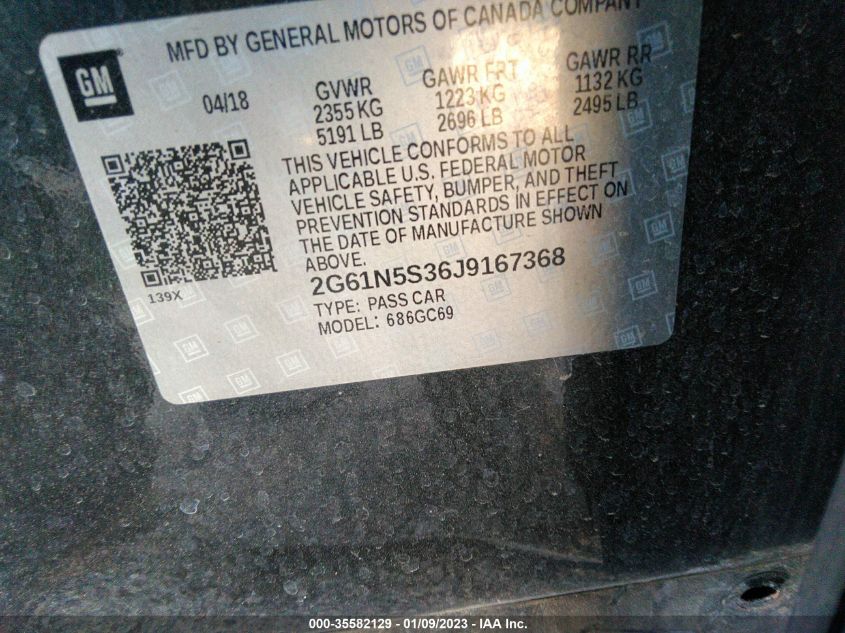 MFD BY GENERAL MOTORS OF CANADA COMPANY
GM
04/18
GVWR GAWR FRT GAWR RR
2355 KG 1223 KG 1132 KG
5191 LB 2696 LB 2495 LB
THIS VEHICLE CONFORMS TO ALL
APPLICABLE U.S. FEDERAL MOTOR
VEHICLE SAFETY, BUMPER, AND THEFT
PREVENTION STANDARDS IN EFFECT ON
THE DATE OF MANUFACTURE SHOWN
ABOVE.
139X
2G61N5S36J9167368
TYPE: PASS CAR
MODEL: 686GC69
000-35582129 - 01/09/2023 - IAA Inc.